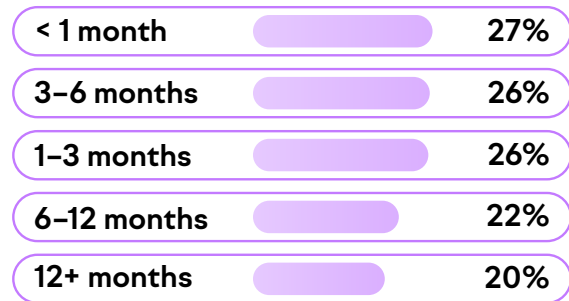 < 1 month 27%
3–6 months 26%
1–3 months 26%
6–12 months 22%
12+ months 20%